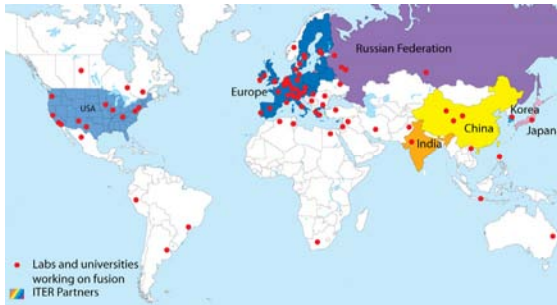 Russian Federation
Europe
USA
Korea
China
Japan
India
Labs and universities
working on fusion
ITER Partners